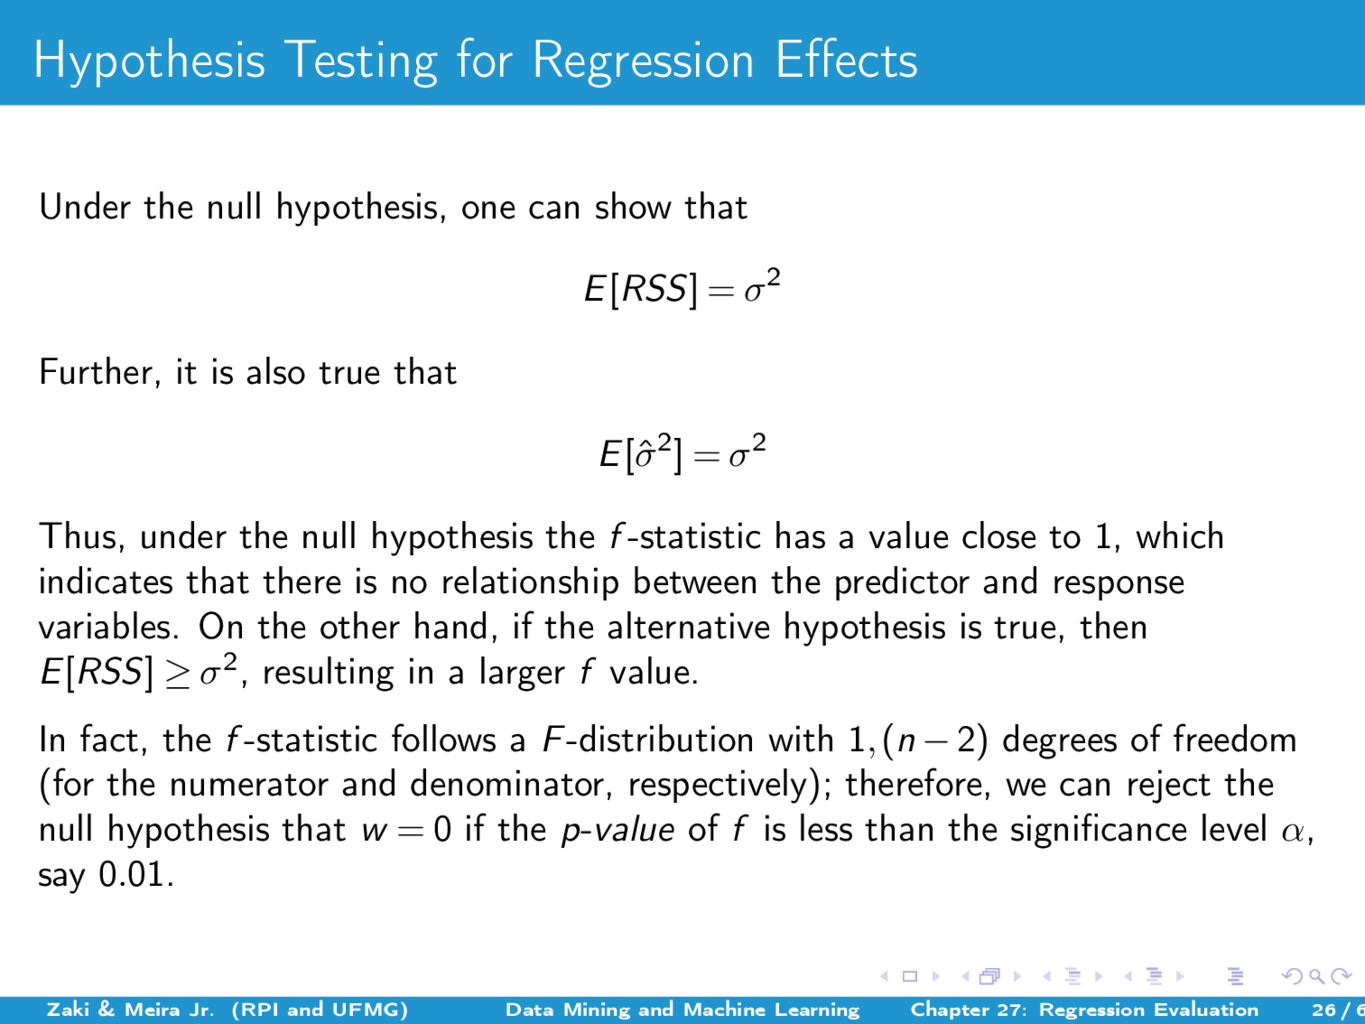 Hypothesis Testing for Regression Effects
Under the null hypothesis, one can show that
E[RSS] = σ²
Further, it is also true that
E[σ̂²] = σ²
Thus, under the null hypothesis the f-statistic has a value close to 1, which
indicates that there is no relationship between the predictor and response
variables. On the other hand, if the alternative hypothesis is true, then
E[RSS] ≥ σ², resulting in a larger f value.
In fact, the f-statistic follows a F-distribution with 1, (n − 2) degrees of freedom
(for the numerator and denominator, respectively); therefore, we can reject the
null hypothesis that w = 0 if the p-value of f is less than the significance level α,
say 0.01.
Zaki & Meira Jr. (RPI and UFMG) Data Mining and Machine Learning Chapter 27: Regression Evaluation 26 /